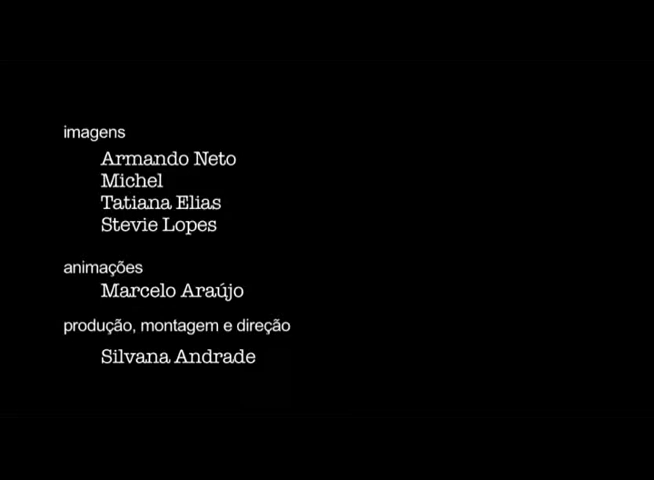 imagens
Armando Neto
Michel
Tatiana Elias
Stevie Lopes
animações
Marcelo Araújo
produção, montagem e direção
Silvana Andrade